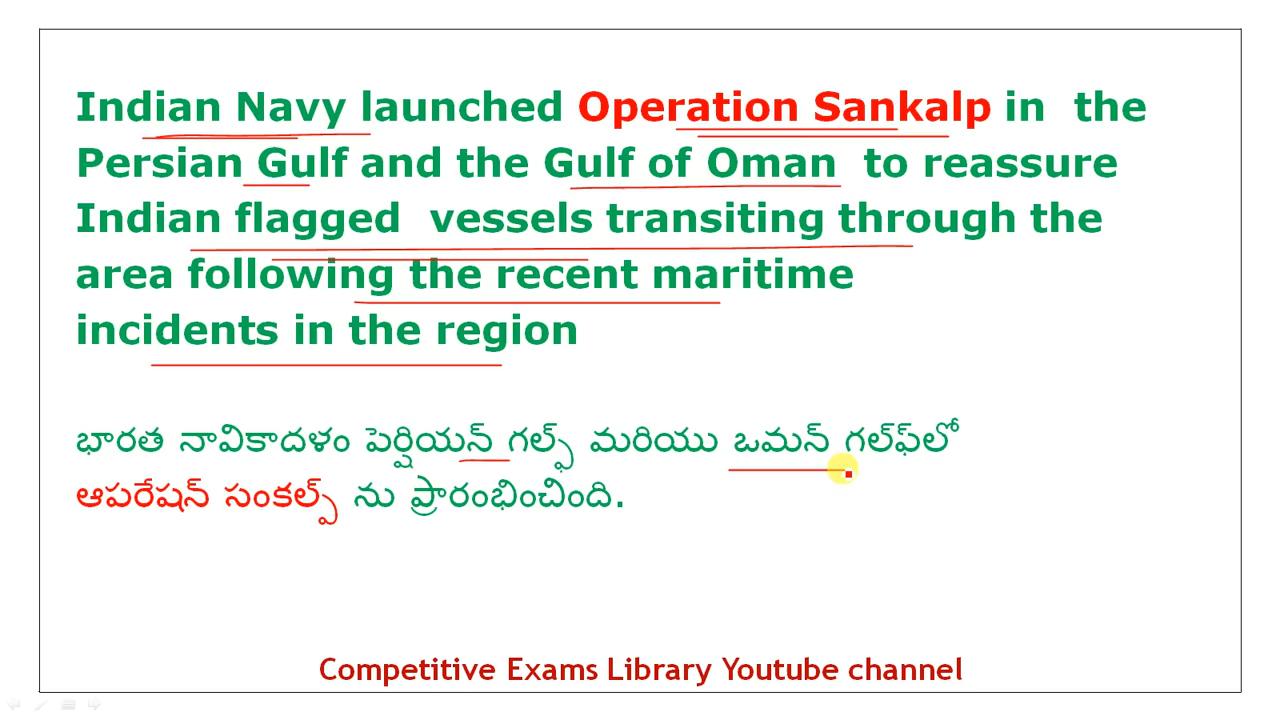 Indian Navy launched Operation Sankalp in the
Persian Gulf and the Gulf of Oman to reassure
Indian flagged vessels transiting through the
area following the recent maritime
incidents in the region
భారత నావికాదళం పెర్షియన్ గల్ఫ్ మరియు ఒమన్ గల్‌ఫ్‌లో
ఆపరేషన్ సంకల్ప్ ను ప్రారంభించింది.
Competitive Exams Library Youtube channel